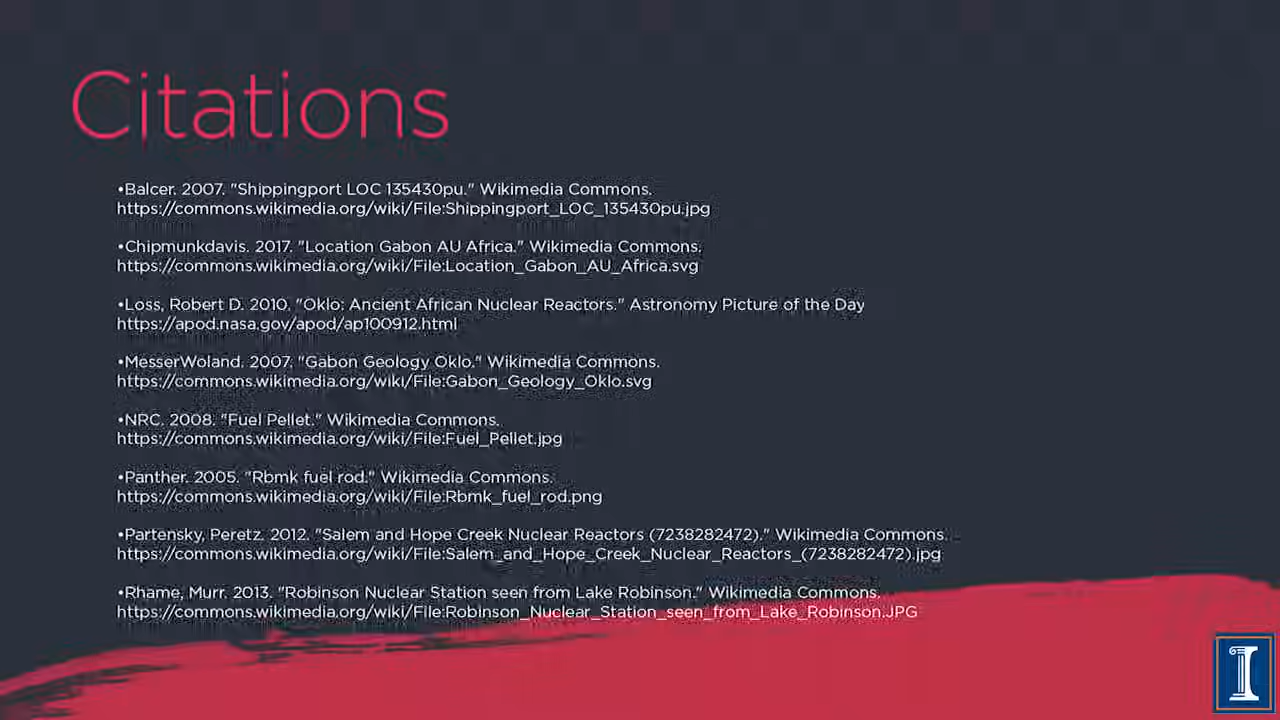 Citations
•Balcer. 2007. "Shippingport LOC 135430pu." Wikimedia Commons.
https://commons.wikimedia.org/wiki/File:Shippingport_LOC_135430pu.jpg
•Chipmunkdavis. 2017. "Location Gabon AU Africa." Wikimedia Commons.
https://commons.wikimedia.org/wiki/File:Location_Gabon_AU_Africa.svg
•Loss, Robert D. 2010. "Oklo: Ancient African Nuclear Reactors." Astronomy Picture of the Day
https://apod.nasa.gov/apod/ap100912.html
•MesserWoland. 2007. "Gabon Geology Oklo." Wikimedia Commons.
https://commons.wikimedia.org/wiki/File:Gabon_Geology_Oklo.svg
•NRC. 2008. "Fuel Pellet." Wikimedia Commons.
https://commons.wikimedia.org/wiki/File:Fuel_Pellet.jpg
•Panther. 2005. "Rbmk fuel rod." Wikimedia Commons.
https://commons.wikimedia.org/wiki/File:Rbmk_fuel_rod.png
•Partensky, Peretz. 2012. "Salem and Hope Creek Nuclear Reactors (7238282472)." Wikimedia Commons.
https://commons.wikimedia.org/wiki/File:Salem_and_Hope_Creek_Nuclear_Reactors_(7238282472).jpg
•Rhame, Murr. 2013. "Robinson Nuclear Station seen from Lake Robinson." Wikimedia Commons.
https://commons.wikimedia.org/wiki/File:Robinson_Nuclear_Station_seen_from_Lake_Robinson.JPG
I